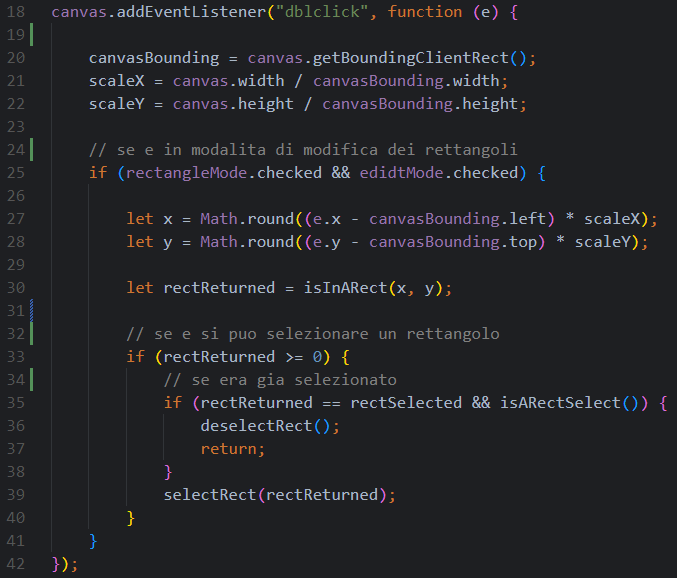 18 canvas.addEventListener("dblclick", function (e) {
19
20     canvasBounding = canvas.getBoundingClientRect();
21     scaleX = canvas.width / canvasBounding.width;
22     scaleY = canvas.height / canvasBounding.height;
23
24     // se e in modalita di modifica dei rettangoli
25     if (rectangleMode.checked && edidtMode.checked) {
26
27         let x = Math.round((e.x - canvasBounding.left) * scaleX);
28         let y = Math.round((e.y - canvasBounding.top) * scaleY);
29
30         let rectReturned = isInARect(x, y);
31
32         // se e si puo selezionare un rettangolo
33         if (rectReturned >= 0) {
34             // se era gia selezionato
35             if (rectReturned == rectSelected && isARectSelect()) {
36                 deselectRect();
37                 return;
38             }
39             selectRect(rectReturned);
40         }
41     }
42 });